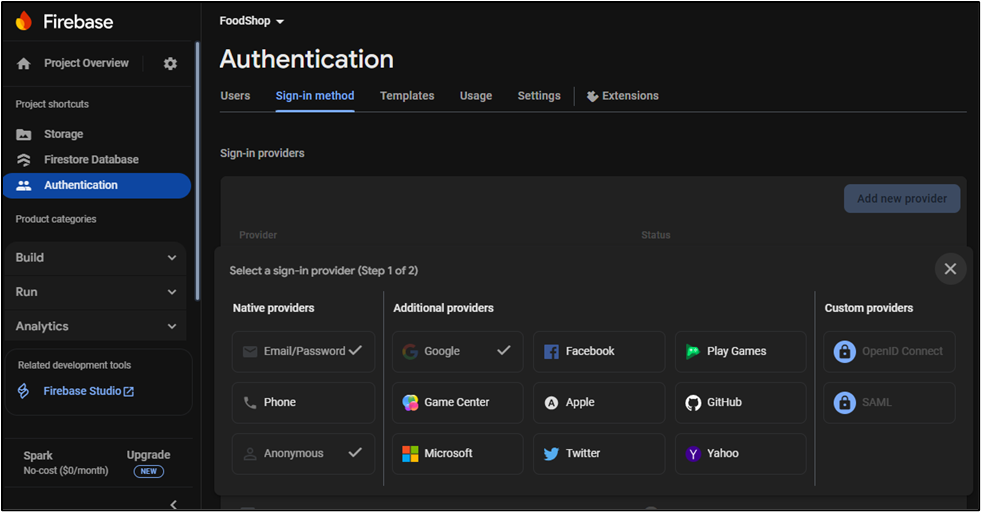 Firebase
FoodShop
Project Overview
Authentication
Users
Sign-in method
Templates
Usage
Settings
Extensions
Project shortcuts
Storage
Firestore Database
Authentication
Product categories
Build
Run
Analytics
Related development tools
Firebase Studio
Spark
No-cost ($0/month)
Upgrade
NEW
Sign-in providers
Add new provider
Provider
Status
Select a sign-in provider (Step 1 of 2)
Native providers
Email/Password
Phone
Anonymous
Additional providers
Google
Facebook
Play Games
Game Center
Apple
GitHub
Microsoft
Twitter
Yahoo
Custom providers
OpenID Connect
SAML